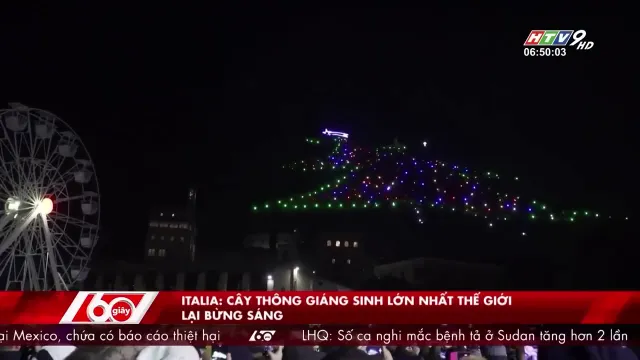 HTV9 HD
06:50:03
60 giây
ITALIA: CÂY THÔNG GIÁNG SINH LỚN NHẤT THẾ GIỚI
LẠI BỪNG SÁNG
ại Mexico, chứa có báo cáo thiệt hại 60 LHQ: Số ca nghi mắc bệnh tả ở Sudan tăng hơn 2 lần